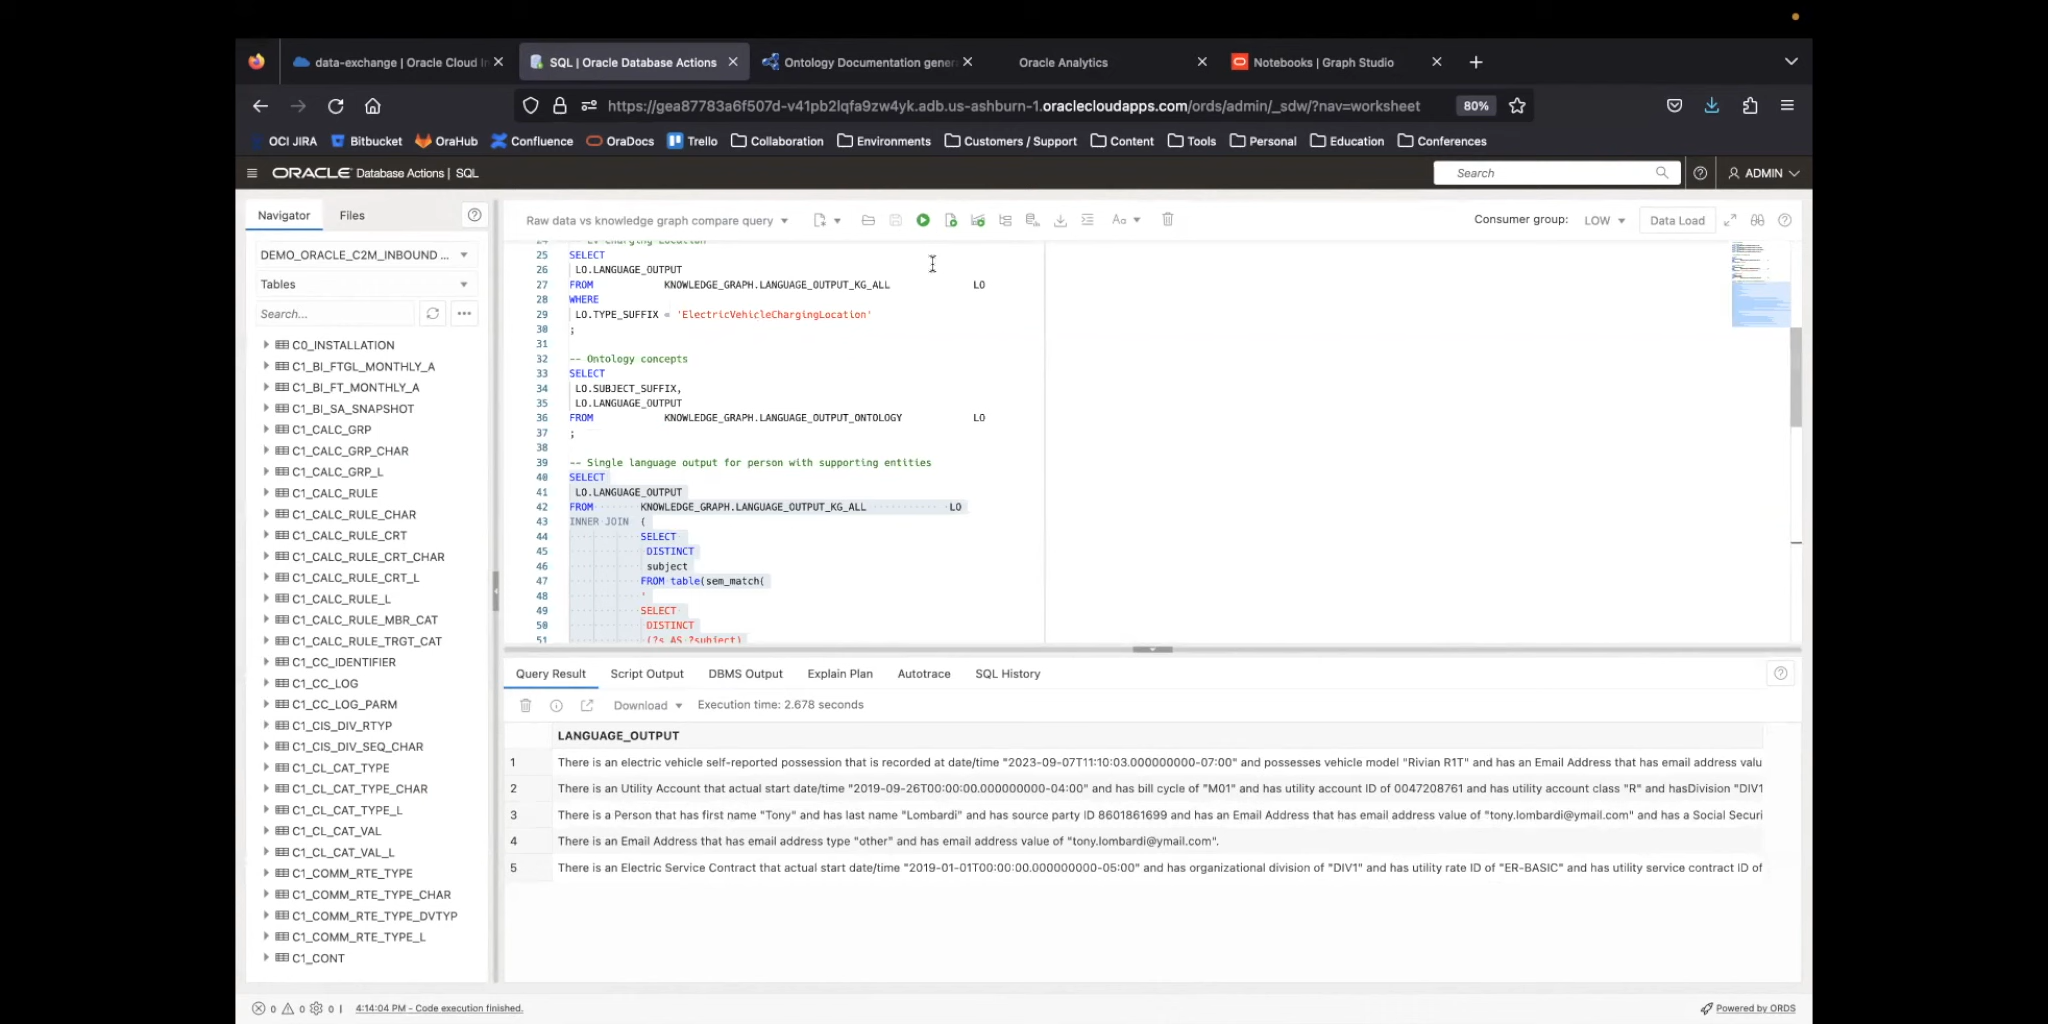 data-exchange | Oracle Cloud In
SQL | Oracle Database Actions
Ontology Documentation gener
Oracle Analytics
Notebooks | Graph Studio
https://gea87783a6f507d-v41pb2lqfa9zw4yk.adb.us-ashburn-1.oraclecloudapps.com/ords/admin/_sdw/?nav=worksheet
80%
OCI JIRA
Bitbucket
OraHub
Confluence
OraDocs
Trello
Collaboration
Environments
Customers / Support
Content
Tools
Personal
Education
Conferences
ORACLE Database Actions | SQL
Search
ADMIN
Navigator
Files
DEMO_ORACLE_C2M_INBOUND ...
Tables
Search...
C0_INSTALLATION
C1_BI_FTGL_MONTHLY_A
C1_BI_FT_MONTHLY_A
C1_BI_SA_SNAPSHOT
C1_CALC_GRP
C1_CALC_GRP_CHAR
C1_CALC_GRP_L
C1_CALC_RULE
C1_CALC_RULE_CHAR
C1_CALC_RULE_CRT
C1_CALC_RULE_CRT_CHAR
C1_CALC_RULE_CRT_L
C1_CALC_RULE_L
C1_CALC_RULE_MBR_CAT
C1_CALC_RULE_TRGT_CAT
C1_CC_IDENTIFIER
C1_CC_LOG
C1_CC_LOG_PARM
C1_CIS_DIV_RTYP
C1_CIS_DIV_SEQ_CHAR
C1_CL_CAT_TYPE
C1_CL_CAT_TYPE_CHAR
C1_CL_CAT_TYPE_L
C1_CL_CAT_VAL
C1_CL_CAT_VAL_L
C1_COMM_RTE_TYPE
C1_COMM_RTE_TYPE_CHAR
C1_COMM_RTE_TYPE_DVTYP
C1_COMM_RTE_TYPE_L
C1_CONT
Raw data vs knowledge graph compare query
Aa
Consumer group: LOW
Data Load
24 -- EV Charging Location
25 SELECT
26 LO.LANGUAGE_OUTPUT
27 FROM KNOWLEDGE_GRAPH.LANGUAGE_OUTPUT_KG_ALL LO
28 WHERE
29 LO.TYPE_SUFFIX = 'ElectricVehicleChargingLocation'
30 ;
31
32 -- Ontology concepts
33 SELECT
34 LO.SUBJECT_SUFFIX,
35 LO.LANGUAGE_OUTPUT
36 FROM KNOWLEDGE_GRAPH.LANGUAGE_OUTPUT_ONTOLOGY LO
37 ;
38
39 -- Single language output for person with supporting entities
40 SELECT
41 LO.LANGUAGE_OUTPUT
42 FROM KNOWLEDGE_GRAPH.LANGUAGE_OUTPUT_KG_ALL LO
43 INNER JOIN (
44 SELECT
45 DISTINCT
46 subject
47 FROM table(sem_match(
48 '
49 SELECT
50 DISTINCT
51 (?s AS ?subject)
Query Result
Script Output
DBMS Output
Explain Plan
Autotrace
SQL History
Download
Execution time: 2.678 seconds
LANGUAGE_OUTPUT
1 There is an electric vehicle self-reported possession that is recorded at date/time "2023-09-07T11:10:03.000000000-07:00" and possesses vehicle model "Rivian R1T" and has an Email Address that has email address valu
2 There is an Utility Account that actual start date/time "2019-09-26T00:00:00.000000000-04:00" and has bill cycle of "M01" and has utility account ID of 0047208761 and has utility account class "R" and hasDivision "DIV1
3 There is a Person that has first name "Tony" and has last name "Lombardi" and has source party ID 8601861699 and has an Email Address that has email address value of "tony.lombardi@ymail.com" and has a Social Securi
4 There is an Email Address that has email address type "other" and has email address value of "tony.lombardi@ymail.com".
5 There is an Electric Service Contract that actual start date/time "2019-01-01T00:00:00.000000000-05:00" and has organizational division of "DIV1" and has utility rate ID of "ER-BASIC" and has utility service contract ID of
0 0 0 | 4:14:04 PM - Code execution finished.
Powered by ORDS